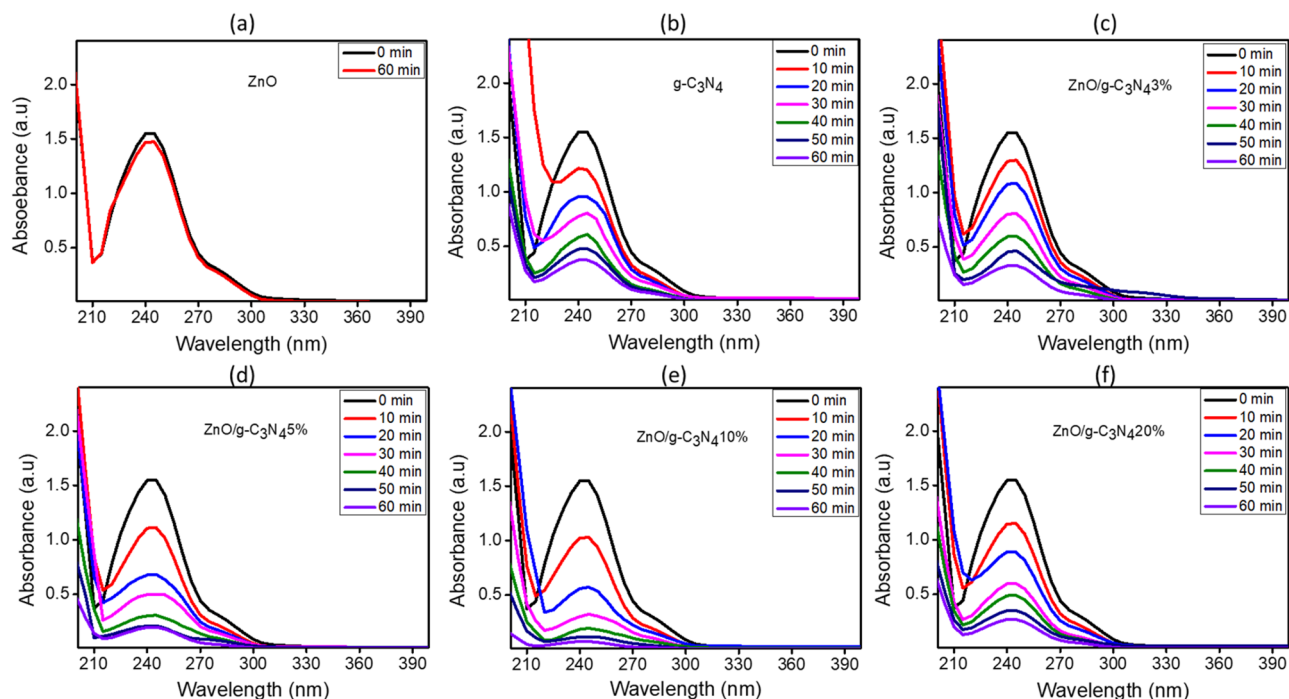 (a)
0 min
60 min
ZnO
2.0
1.5
1.0
0.5
Absoebance (a.u)
210 240 270 300 330 360 390
Wavelength (nm)
(b)
0 min
10 min
20 min
30 min
40 min
50 min
60 min
g-C₃N₄
2.0
1.5
1.0
0.5
Absorbance (a.u)
210 240 270 300 330 360 390
Wavelength (nm)
(c)
0 min
10 min
20 min
30 min
40 min
50 min
60 min
ZnO/g-C₃N₄3%
2.0
1.5
1.0
0.5
Absorbance (a.u)
210 240 270 300 330 360 390
Wavelength (nm)
(d)
0 min
10 min
20 min
30 min
40 min
50 min
60 min
ZnO/g-C₃N₄5%
2.0
1.5
1.0
0.5
Absorbance (a.u)
210 240 270 300 330 360 390
Wavelength (nm)
(e)
0 min
10 min
20 min
30 min
40 min
50 min
60 min
ZnO/g-C₃N₄10%
2.0
1.5
1.0
0.5
Absorbance (a.u)
210 240 270 300 330 360 390
Wavelength (nm)
(f)
0 min
10 min
20 min
30 min
40 min
50 min
60 min
ZnO/g-C₃N₄20%
2.0
1.5
1.0
0.5
Absorbance (a.u)
210 240 270 300 330 360 390
Wavelength (nm)